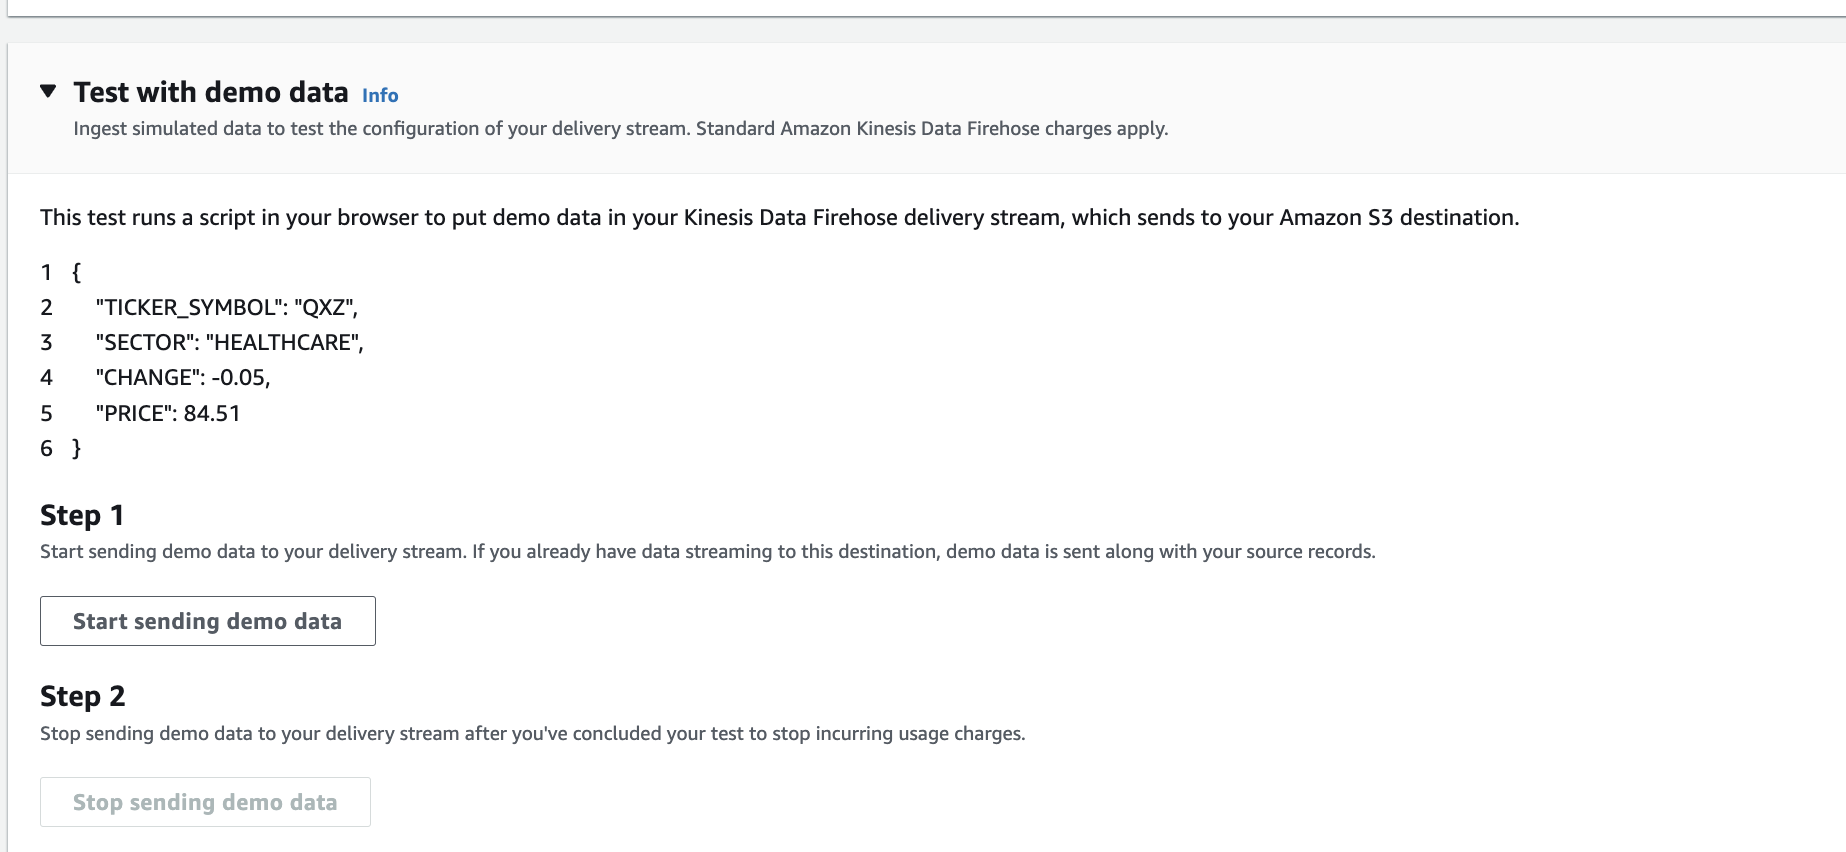 Test with demo data Info
Ingest simulated data to test the configuration of your delivery stream. Standard Amazon Kinesis Data Firehose charges apply.
This test runs a script in your browser to put demo data in your Kinesis Data Firehose delivery stream, which sends to your Amazon S3 destination.
1 {
2 "TICKER_SYMBOL": "QXZ",
3 "SECTOR": "HEALTHCARE",
4 "CHANGE": -0.05,
5 "PRICE": 84.51
6 }
Step 1
Start sending demo data to your delivery stream. If you already have data streaming to this destination, demo data is sent along with your source records.
Start sending demo data
Step 2
Stop sending demo data to your delivery stream after you've concluded your test to stop incurring usage charges.
Stop sending demo data